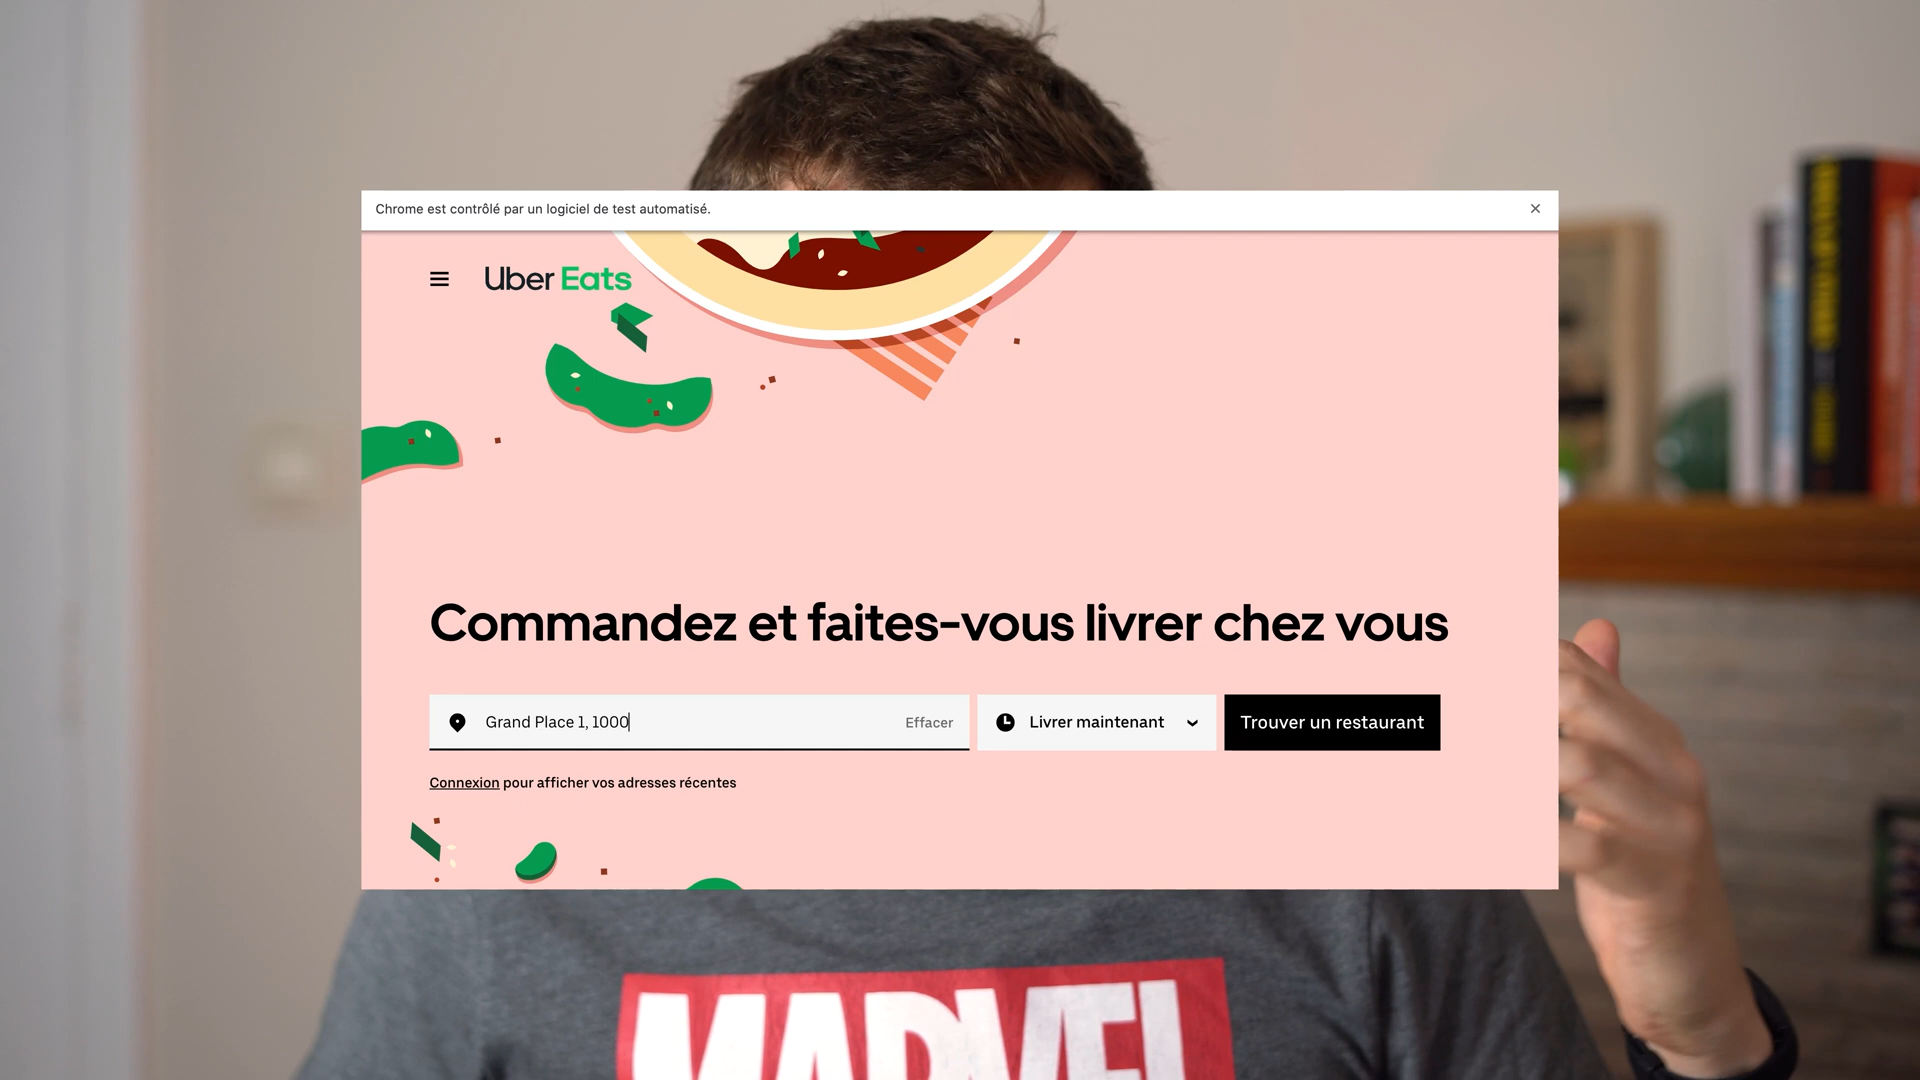 Chrome est contrôlé par un logiciel de test automatisé.
Uber Eats
Commandez et faites-vous livrer chez vous
Grand Place 1, 1000
Effacer
Livrer maintenant
Trouver un restaurant
Connexion pour afficher vos adresses récentes
MARVEL